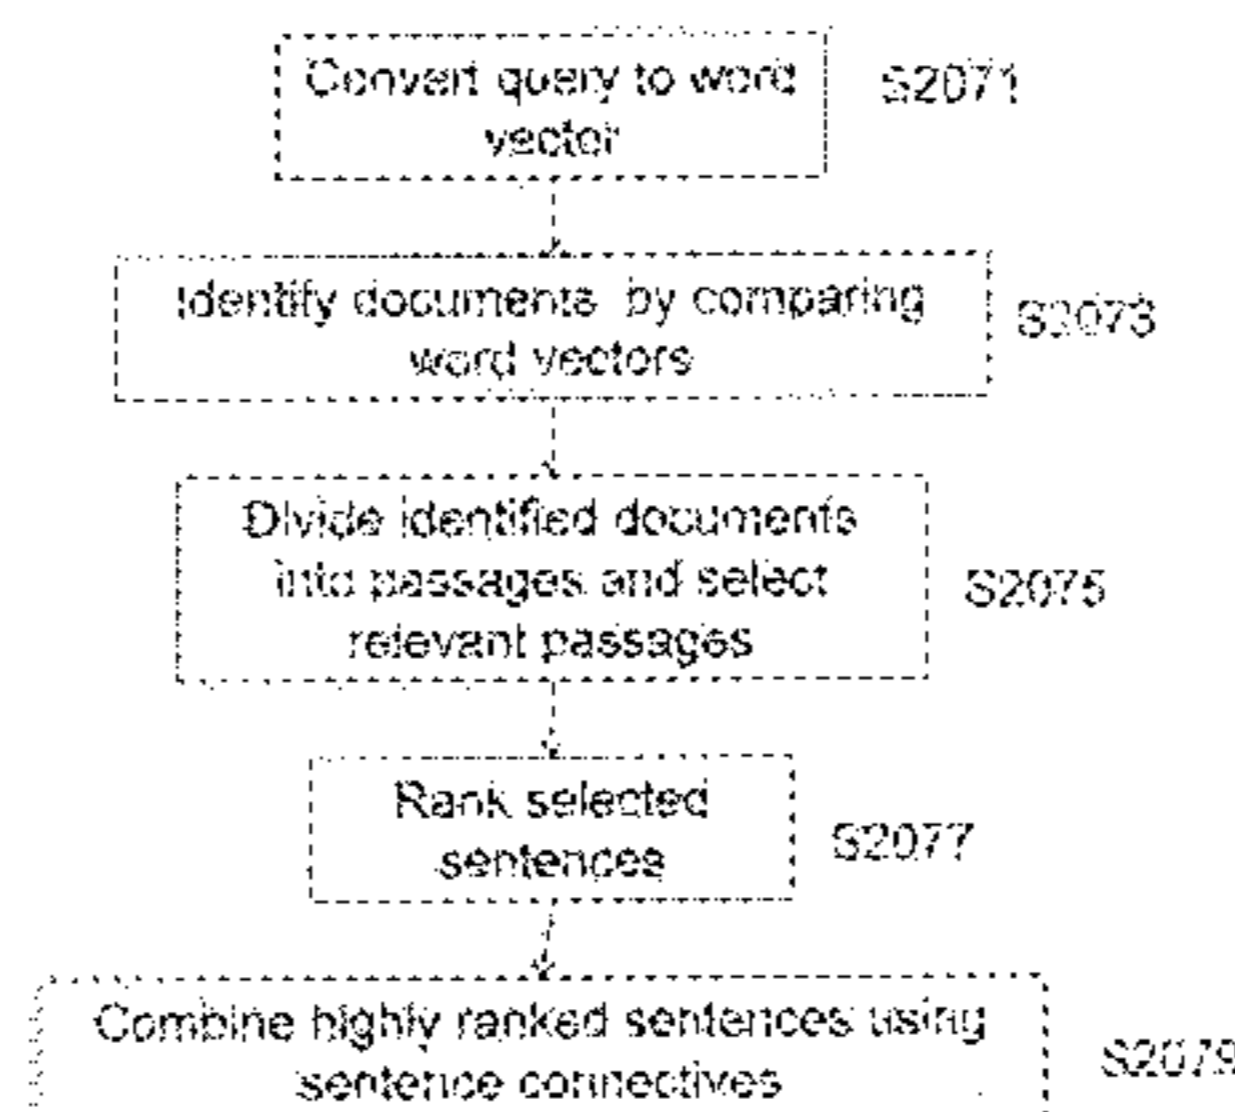 Convert query to word
vector
S2071
Identify documents by comparing
word vectors
S2073
Divide identified documents
into passages and select
relevant passages
S2075
Rank selected
sentences
S2077
Combine highly ranked sentences using
sentence connectives
S2079